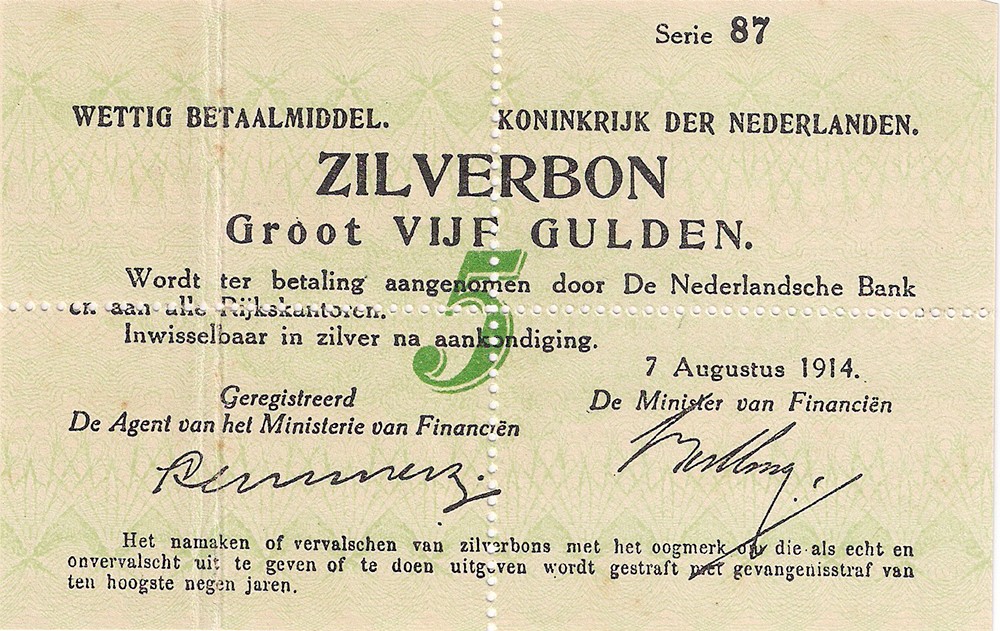 Serie 87
WETTIG BETAALMIDDEL. KONINKRIJK DER NEDERLANDEN.
ZILVERBON
Groot VIJF GULDEN.
5
Wordt ter betaling aangenomen door De Nederlandsche Bank
en aan alle Rijkskantoren.
Inwisselbaar in zilver na aankondiging.
7 Augustus 1914.
Geregistreerd De Minister van Financiën
De Agent van het Ministerie van Financiën
Het namaken of vervalschen van zilverbons met het oogmerk om die als echt en
onvervalscht uit te geven of te doen uitgeven wordt gestraft met gevangenisstraf van
ten hoogste negen jaren.